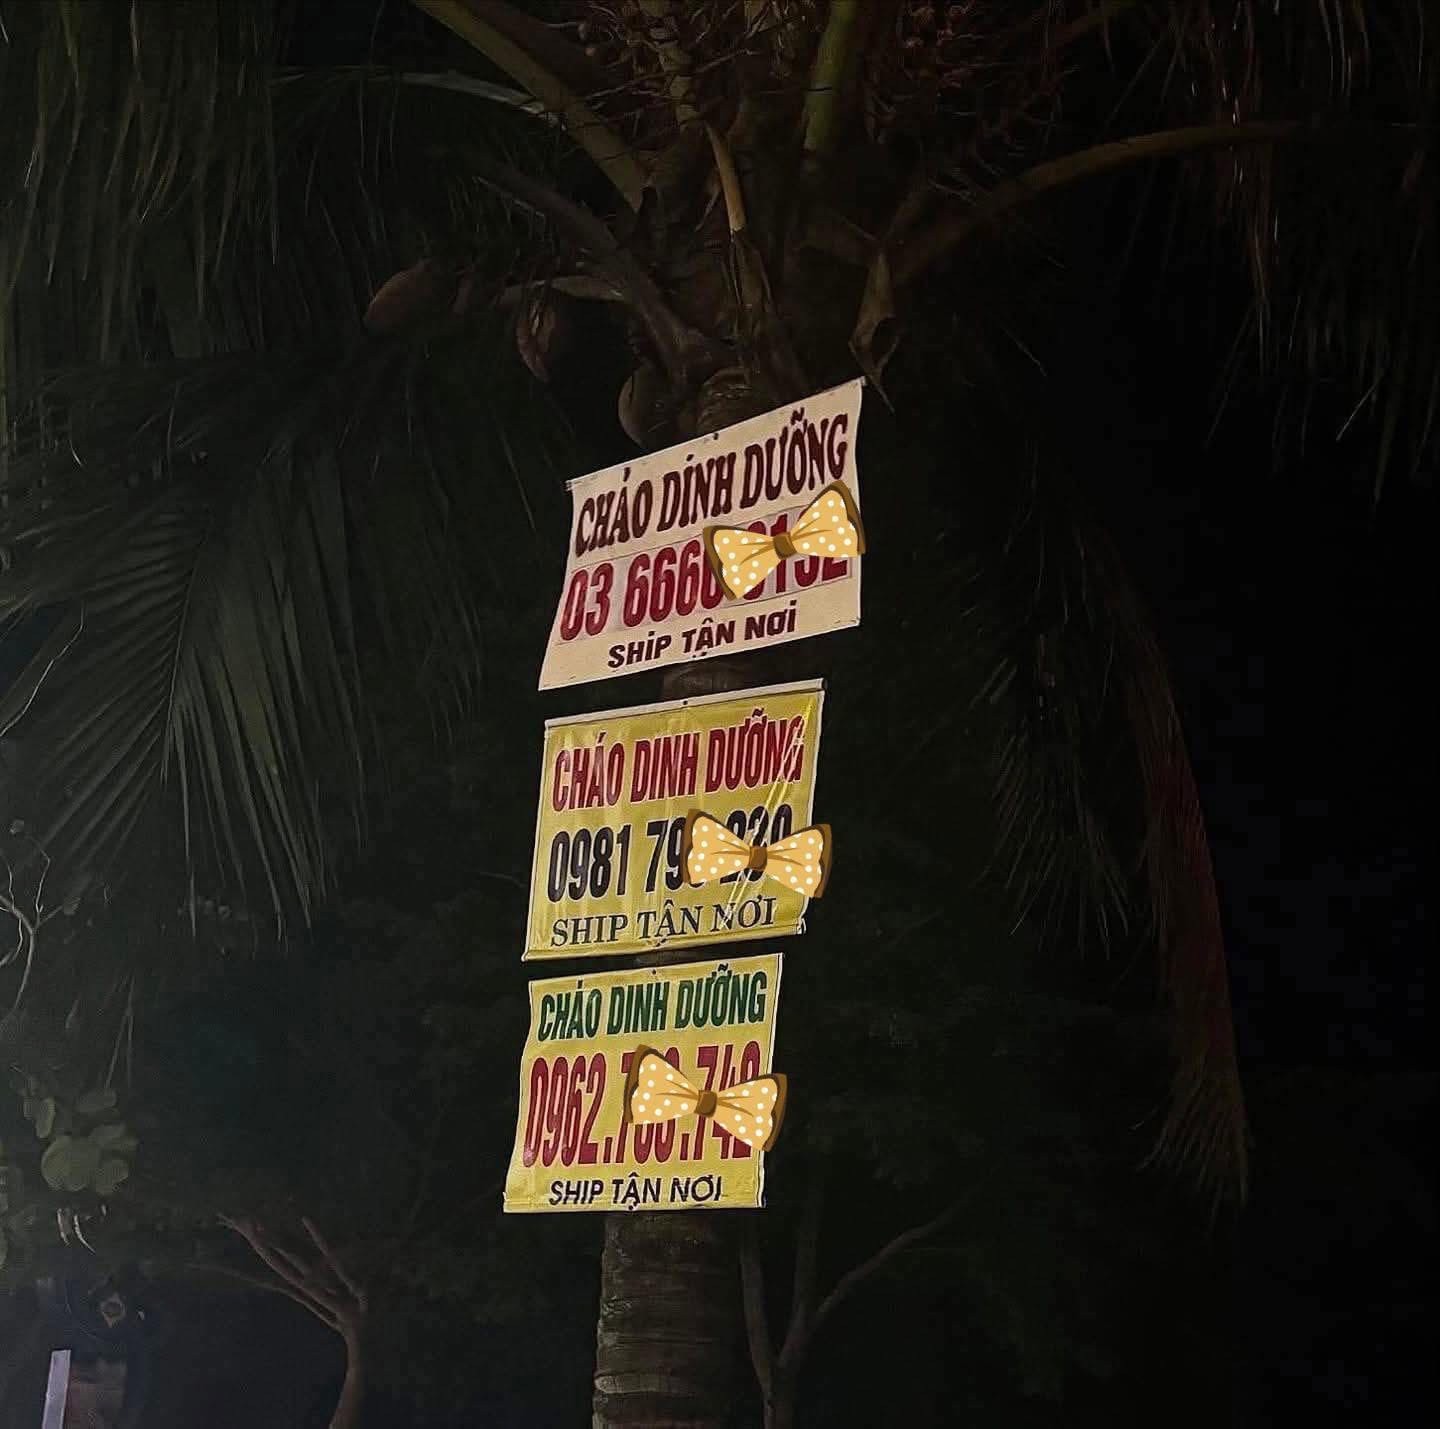 CHÁO DINH DƯỠNG
03 666
SHIP TẬN NƠI
CHÁO DINH DƯỠNG
0981
SHIP TẬN NƠI
CHÁO DINH DƯỠNG
0962.
SHIP TẬN NƠI